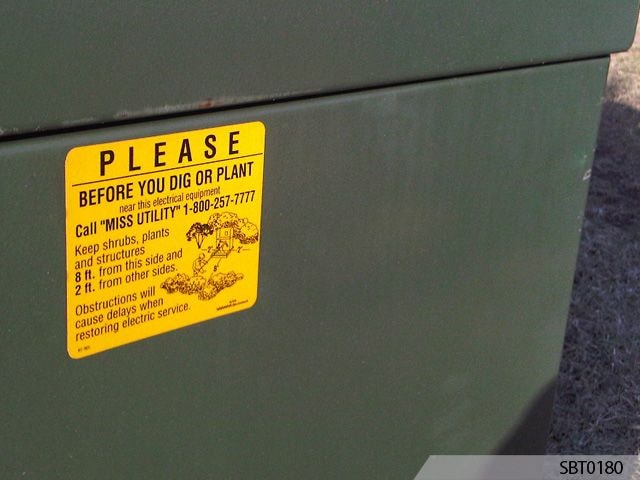 PLEASE
BEFORE YOU DIG OR PLANT
near this electrical equipment
Call "MISS UTILITY" 1-800-257-7777
Keep shrubs, plants
and structures
8 ft. from this side and
2 ft. from other sides.
Obstructions will
cause delays when
restoring electric service.
SBT0180